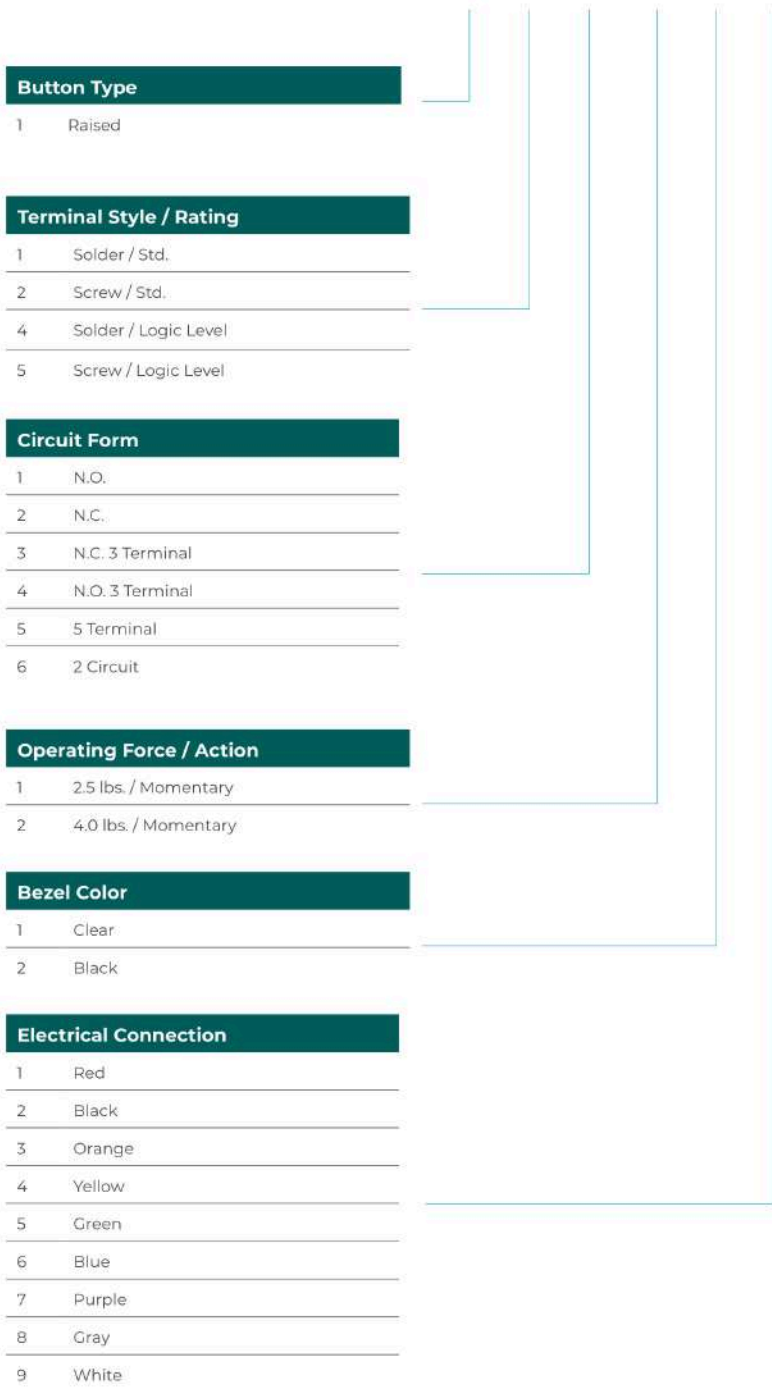 Button Type
1 Raised
Terminal Style / Rating
1 Solder / Std.
2 Screw / Std.
4 Solder / Logic Level
5 Screw / Logic Level
Circuit Form
1 N.O.
2 N.C.
3 N.C. 3 Terminal
4 N.O. 3 Terminal
5 5 Terminal
6 2 Circuit
Operating Force / Action
1 2.5 lbs. / Momentary
2 4.0 lbs. / Momentary
Bezel Color
1 Clear
2 Black
Electrical Connection
1 Red
2 Black
3 Orange
4 Yellow
5 Green
6 Blue
7 Purple
8 Gray
9 White